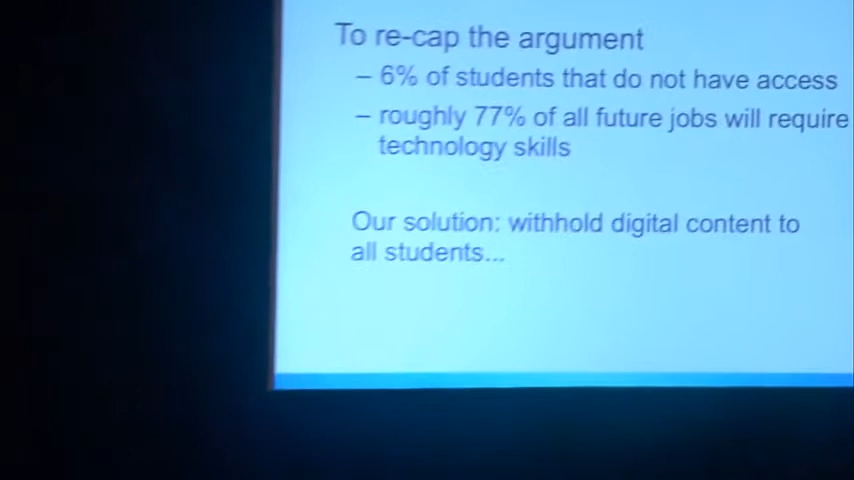 To re-cap the argument
– 6% of students that do not have access
– roughly 77% of all future jobs will require
technology skills
Our solution: withhold digital content to
all students...